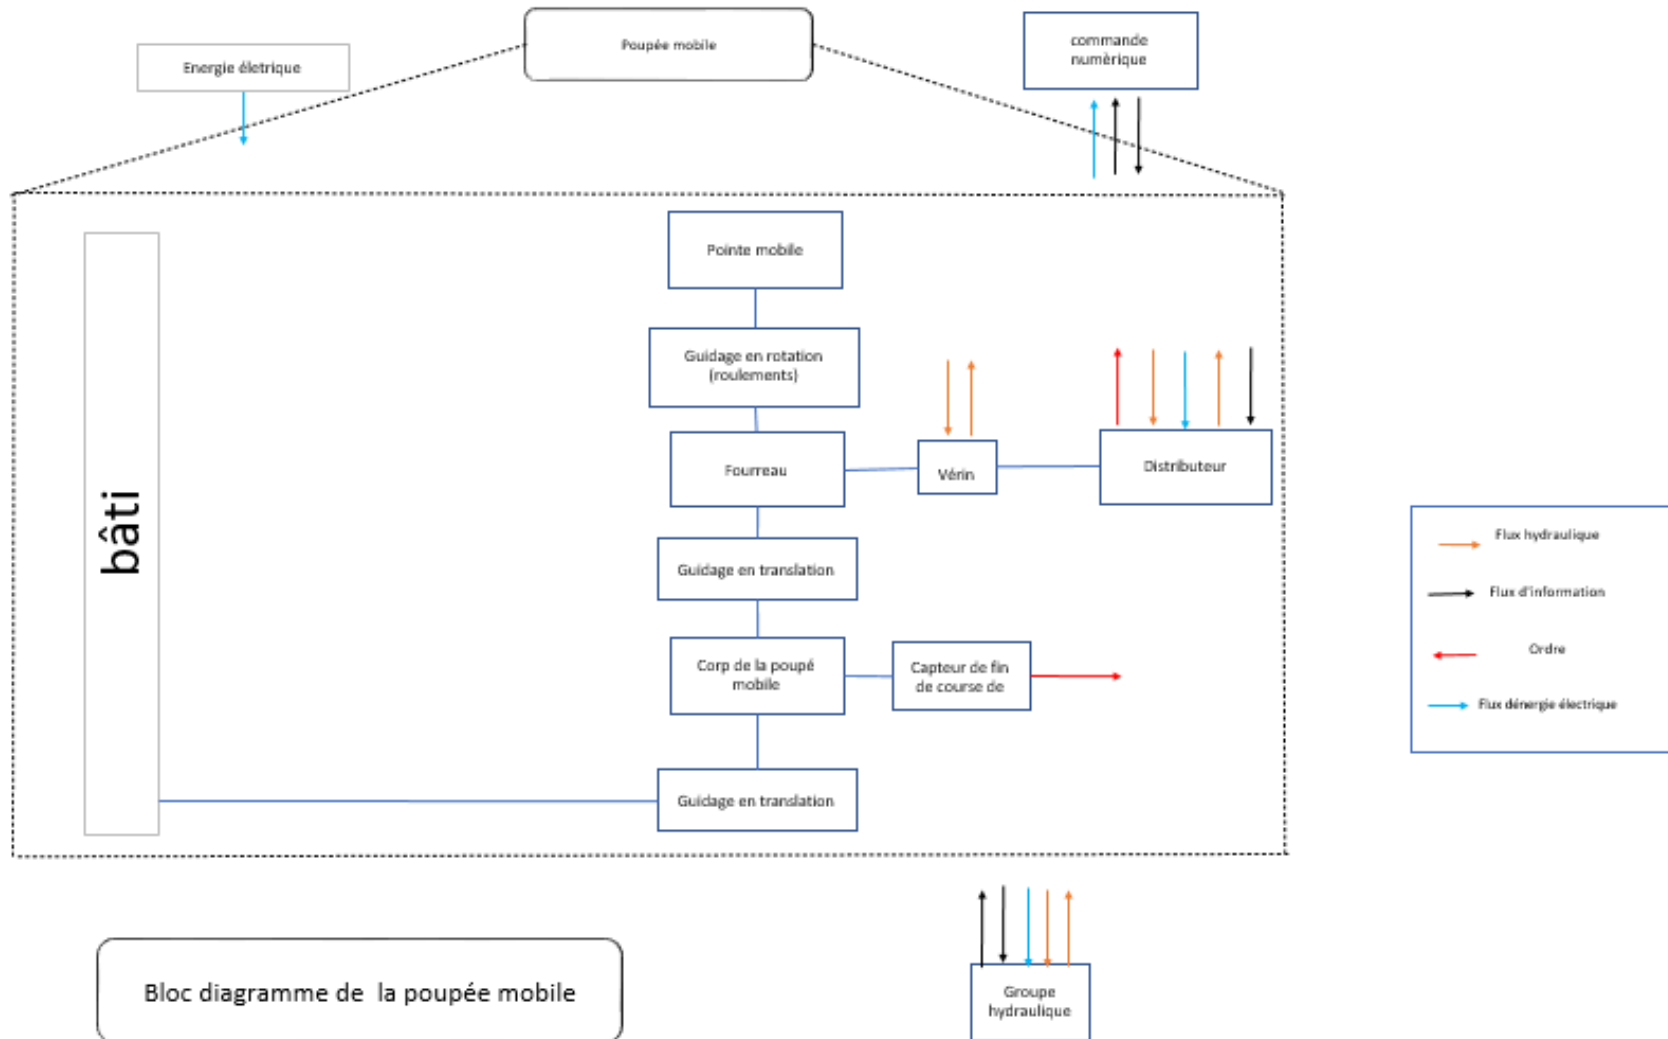 Poupée mobile
commande
numèrique
Energie életrique
Pointe mobile
Guidage en rotation
(roulements)
Fourreau
Vérin
Distributeur
bâti
Guidage en translation
Corp de la poupé
mobile
Capteur de fin
de course de
Guidage en translation
Flux hydraulique
Flux d'information
Ordre
Flux dénergie électrique
Bloc diagramme de la poupée mobile
Groupe
hydraulique